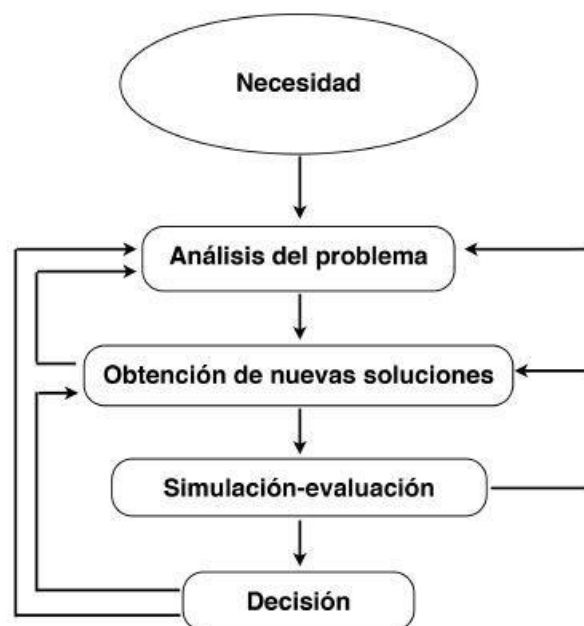 Necesidad
Análisis del problema
Obtención de nuevas soluciones
Simulación-evaluación
Decisión